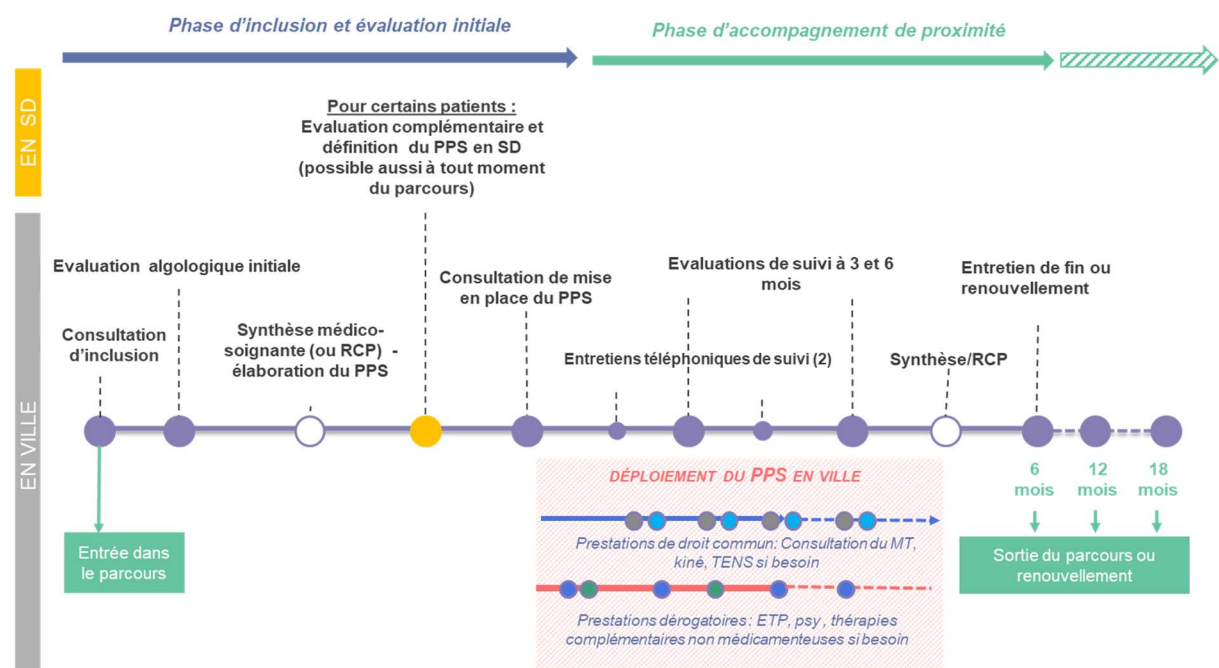 Phase d'inclusion et évaluation initiale
Phase d'accompagnement de proximité
EN SD
Pour certains patients :
Evaluation complémentaire et
définition du PPS en SD
(possible aussi à tout moment
du parcours)
EN VILLE
Evaluation algologique initiale
Consultation
d'inclusion
Synthèse médico-
soignante (ou RCP) -
élaboration du PPS
Consultation de mise
en place du PPS
Evaluations de suivi à 3 et 6
mois
Entretiens téléphoniques de suivi (2)
Entretien de fin ou
renouvellement
Synthèse/RCP
Entrée dans
le parcours
DÉPLOIEMENT DU PPS EN VILLE
Prestations de droit commun: Consultation du MT,
kiné, TENS si besoin
Prestations dérogatoires : ETP, psy , thérapies
complémentaires non médicamenteuses si besoin
6
mois
12
mois
18
mois
Sortie du parcours ou
renouvellement